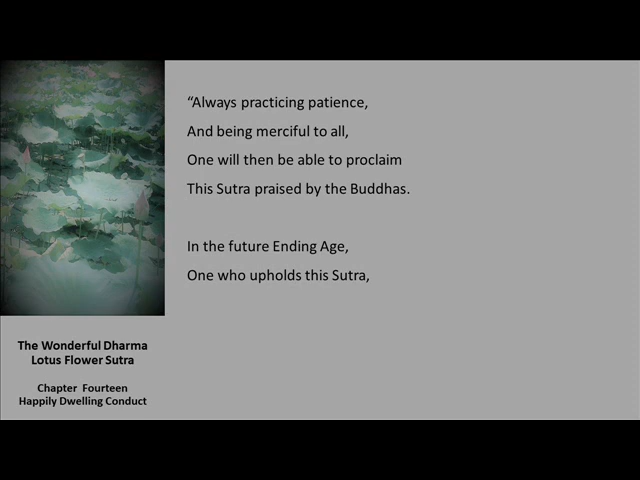 “Always practicing patience,
And being merciful to all,
One will then be able to proclaim
This Sutra praised by the Buddhas.
In the future Ending Age,
One who upholds this Sutra,
The Wonderful Dharma
Lotus Flower Sutra
Chapter Fourteen
Happily Dwelling Conduct